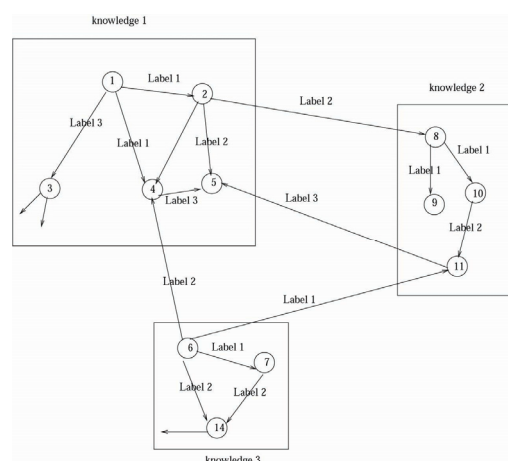 knowledge 1
1
Label 1
2
Label 2
knowledge 2
Label 3
Label 1
Label 2
8
Label 1
Label 1
3
4
5
Label 3
9
10
Label 3
Label 2
11
Label 2
Label 1
6
Label 1
7
Label 2
Label 2
14
knowledge 3